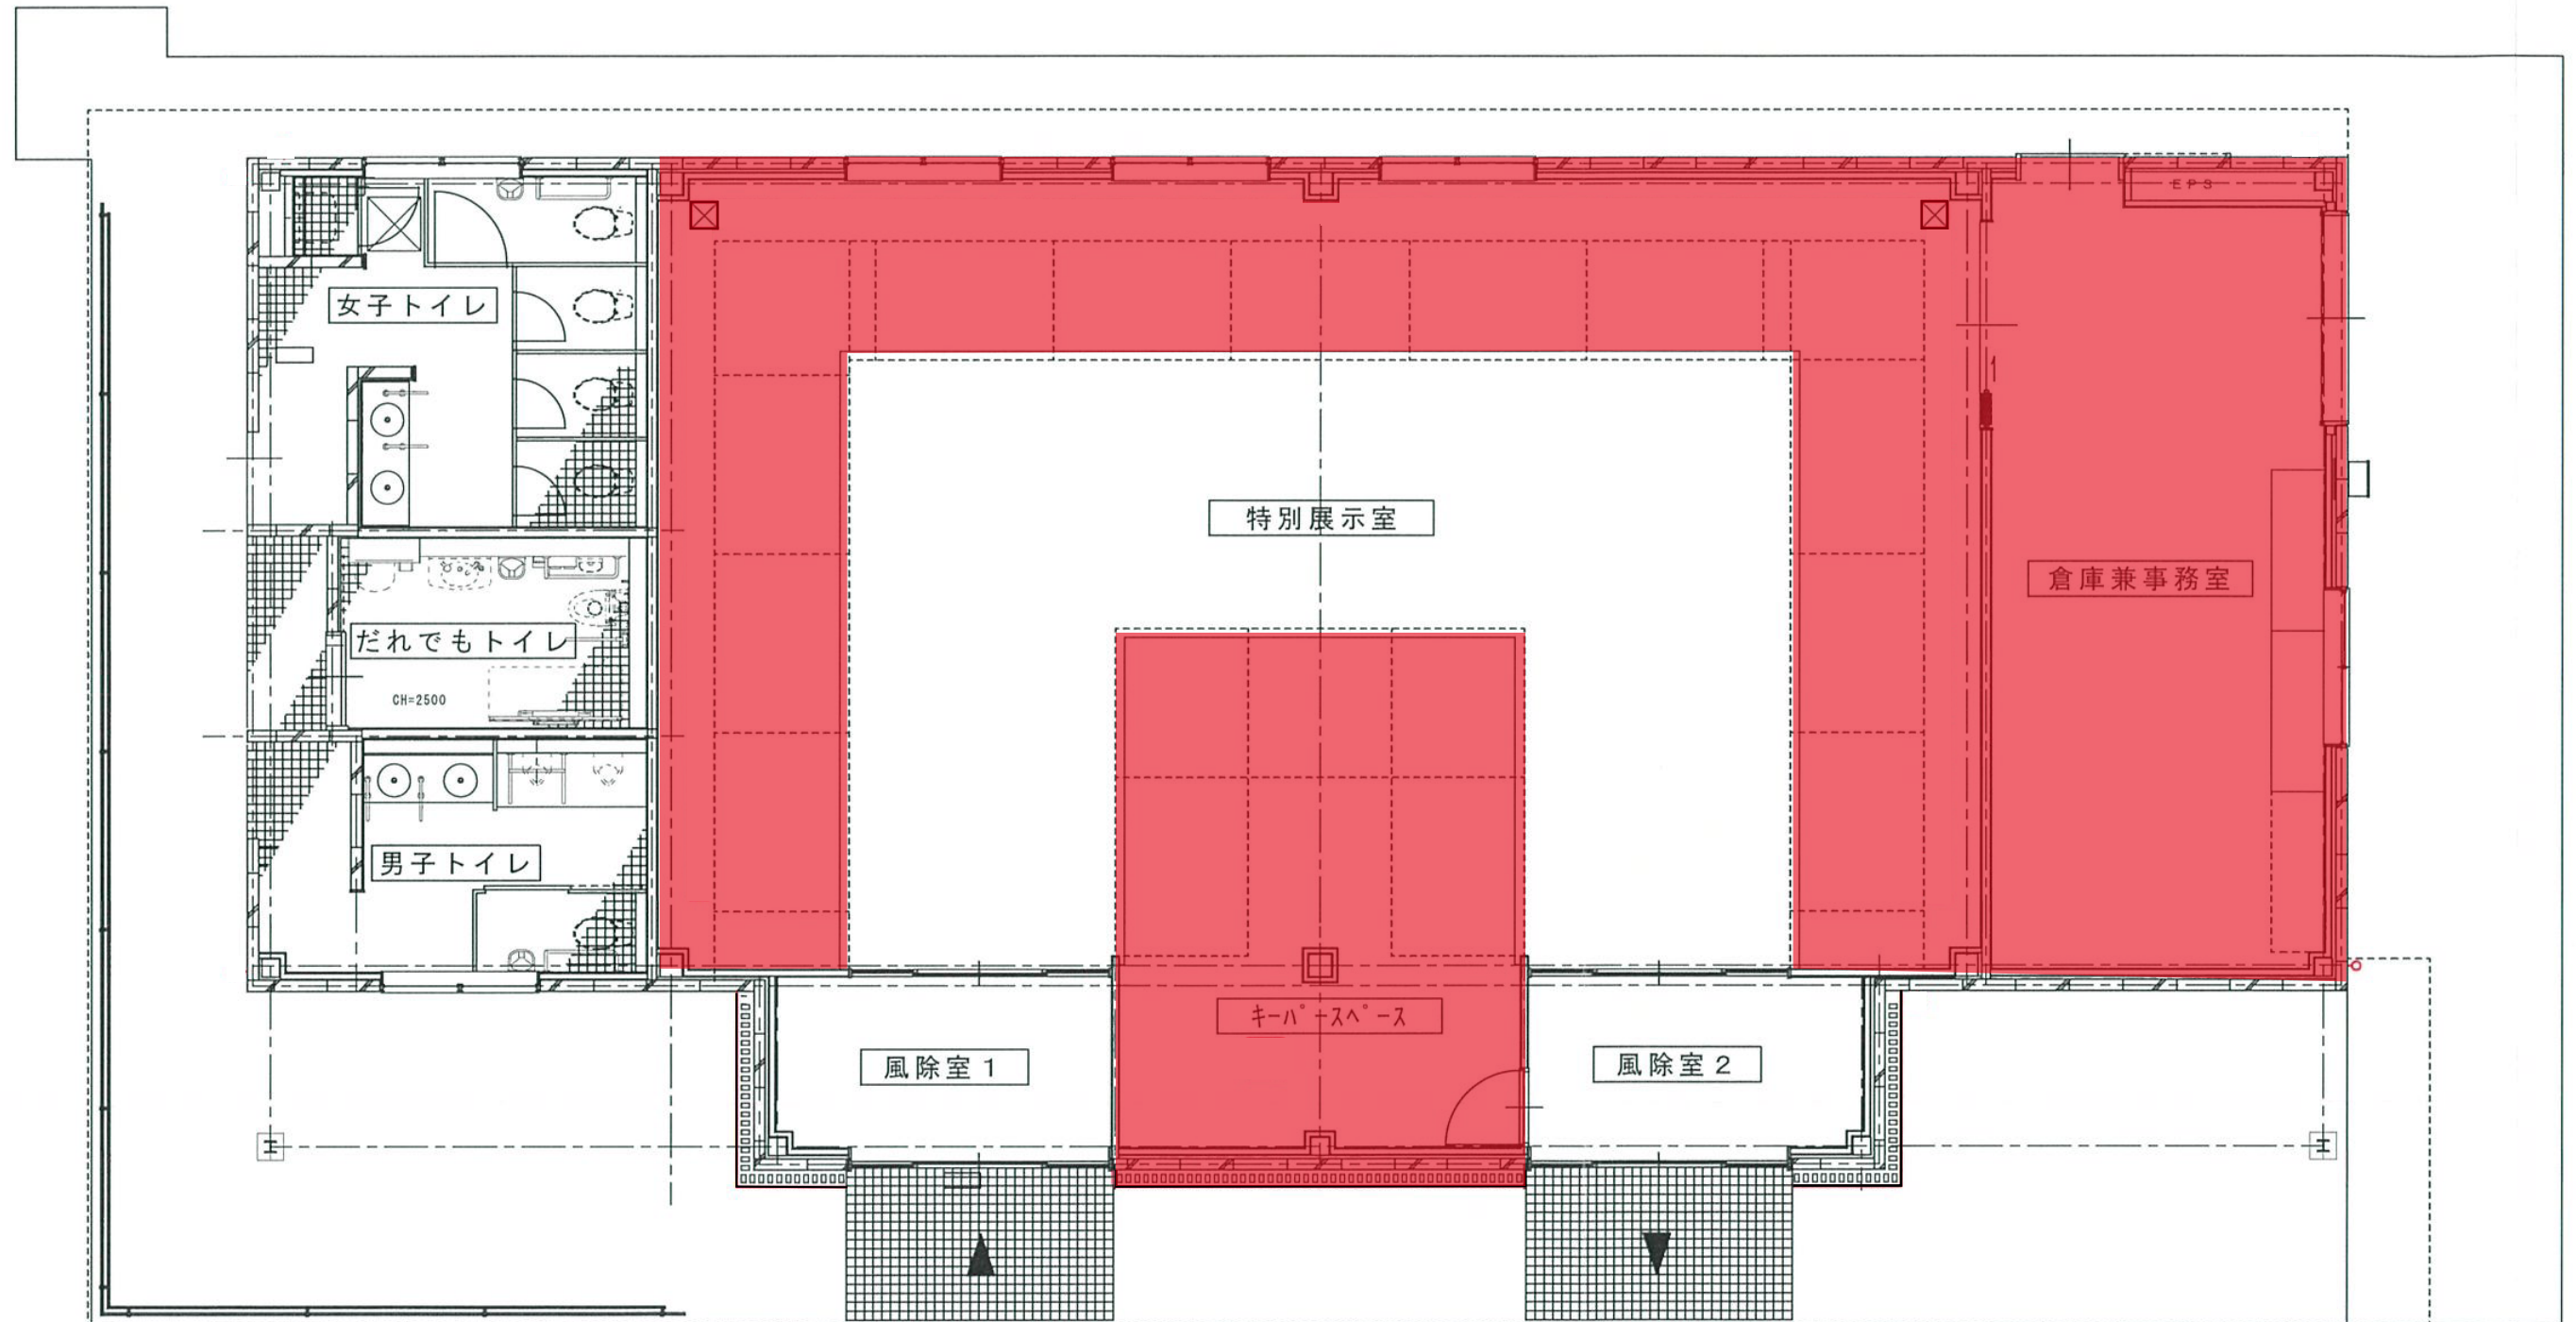 EPS
女子トイレ
特別展示室
倉庫兼事務室
だれでもトイレ
CH=2500
男子トイレ
キーパースペース
風除室1
風除室2